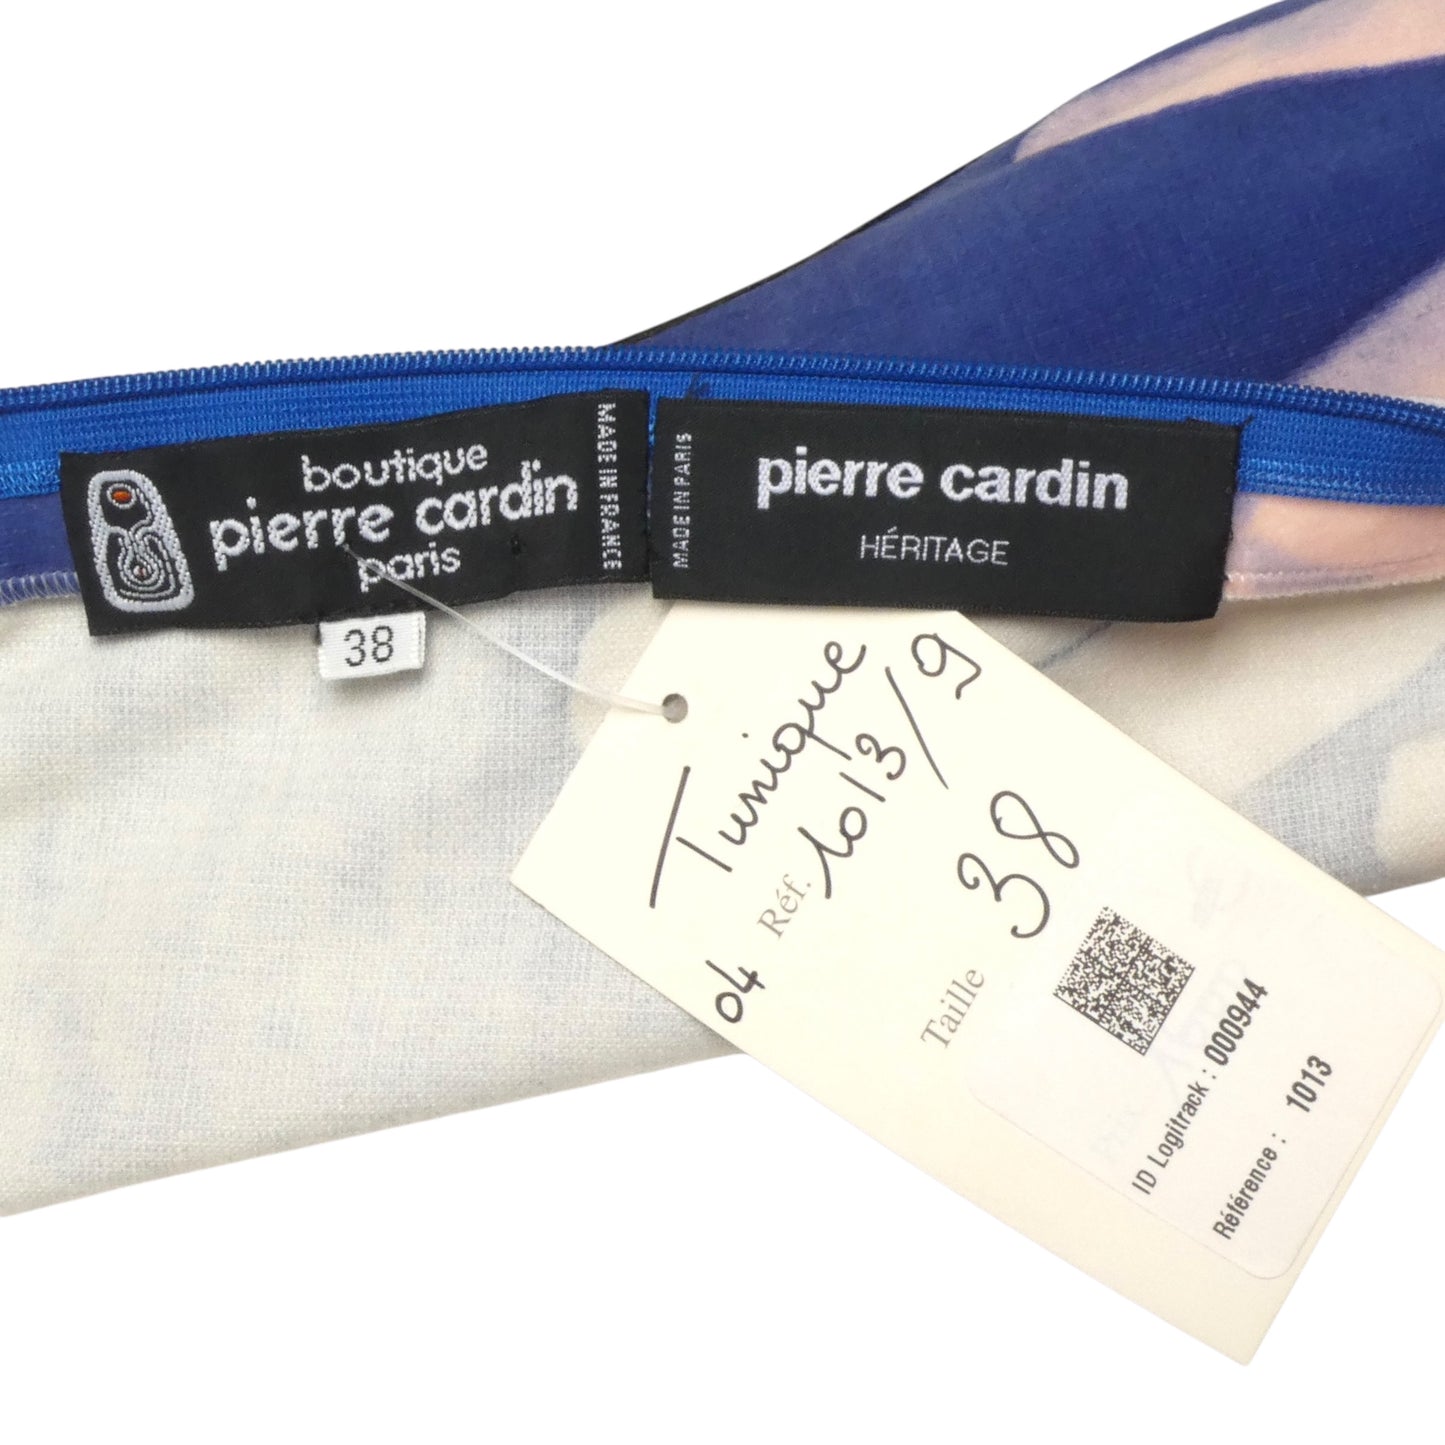 boutique
pierre cardin
paris
MADE IN FRANCE
38
MADE IN PARIS
pierre cardin
HÉRITAGE
Tunique
Réf. 1013/9
04
Taille 38
ID Logitrack : 000944
Référence : 1013